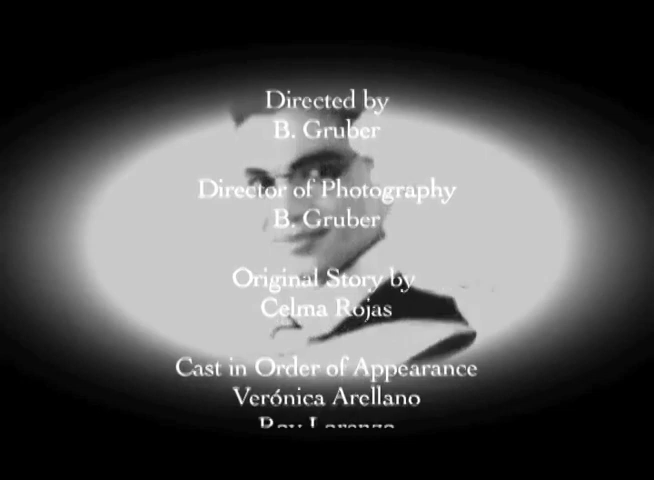 Directed by
B. Gruber
Director of Photography
B. Gruber
Original Story by
Celma Rojas
Cast in Order of Appearance
Verónica Arellano